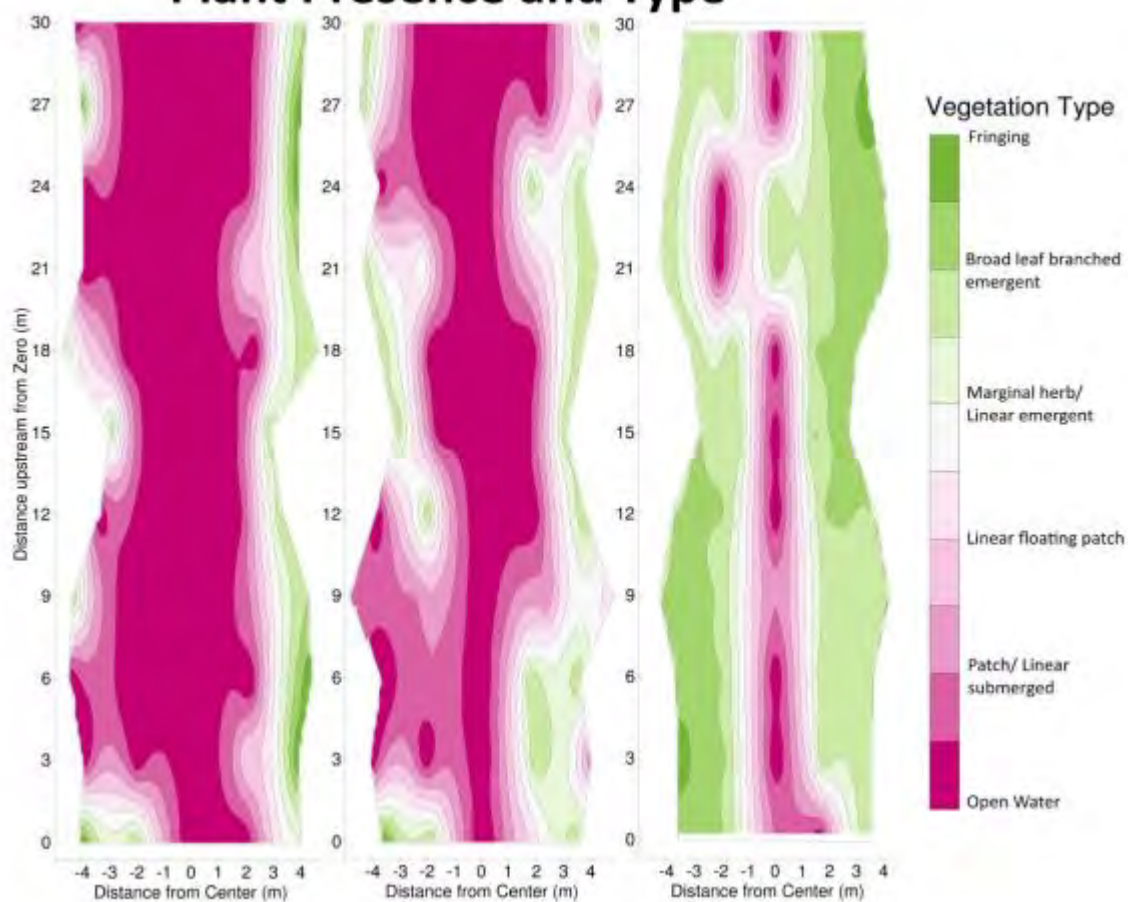 Plant Presence and Type
30
27
24
21
18
15
12
9
6
3
0
Distance upstream from Zero (m)
-4 -3 -2 -1 0 1 2 3 4
Distance from Center (m)
30
27
24
21
18
15
12
9
6
3
0
-4 -3 -2 -1 0 1 2 3 4
Distance from Center (m)
30
27
24
21
18
15
12
9
6
3
0
-4 -3 -2 -1 0 1 2 3 4
Distance from Center (m)
Vegetation Type
Fringing
Broad leaf branched
emergent
Marginal herb/
Linear emergent
Linear floating patch
Patch/ Linear
submerged
Open Water